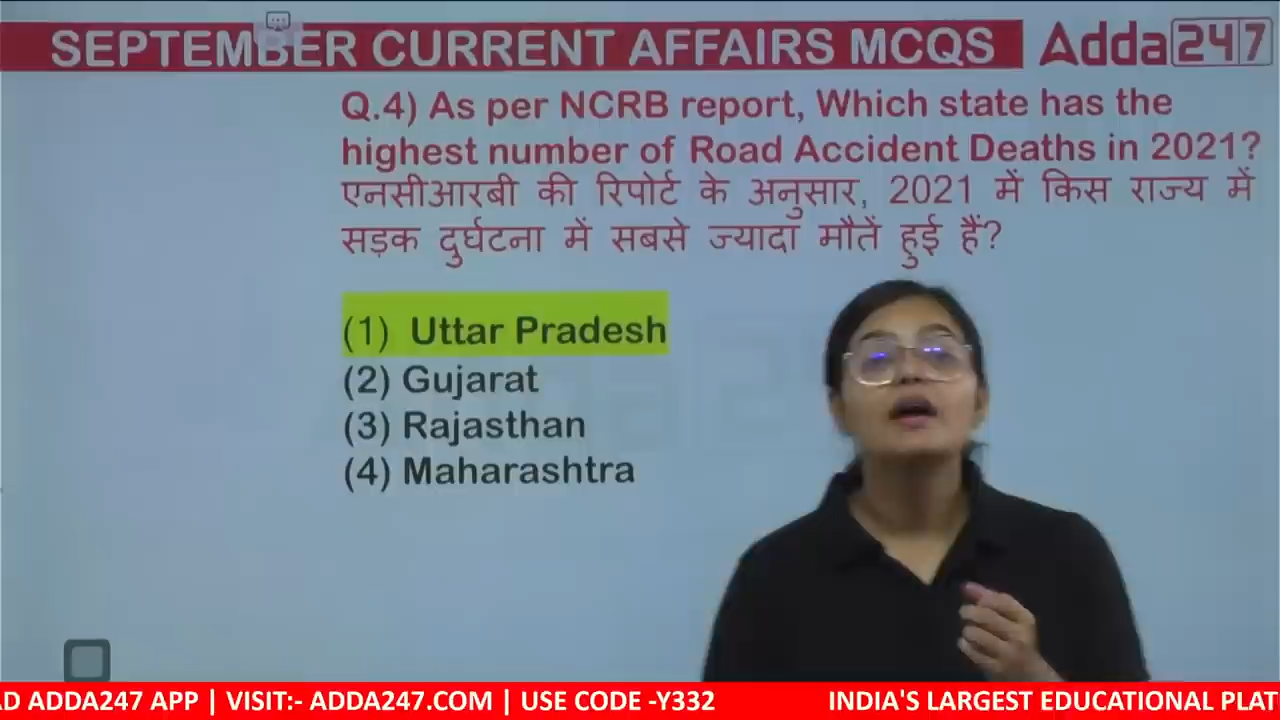 SEPTEMBER CURRENT AFFAIRS MCQS
Adda247
Q.4) As per NCRB report, Which state has the
highest number of Road Accident Deaths in 2021?
एनसीआरबी की रिपोर्ट के अनुसार, 2021 में किस राज्य में
सड़क दुर्घटना में सबसे ज्यादा मौतें हुई हैं?
(1) Uttar Pradesh
(2) Gujarat
(3) Rajasthan
(4) Maharashtra
AD ADDA247 APP | VISIT:- ADDA247.COM | USE CODE -Y332 INDIA'S LARGEST EDUCATIONAL PLAT